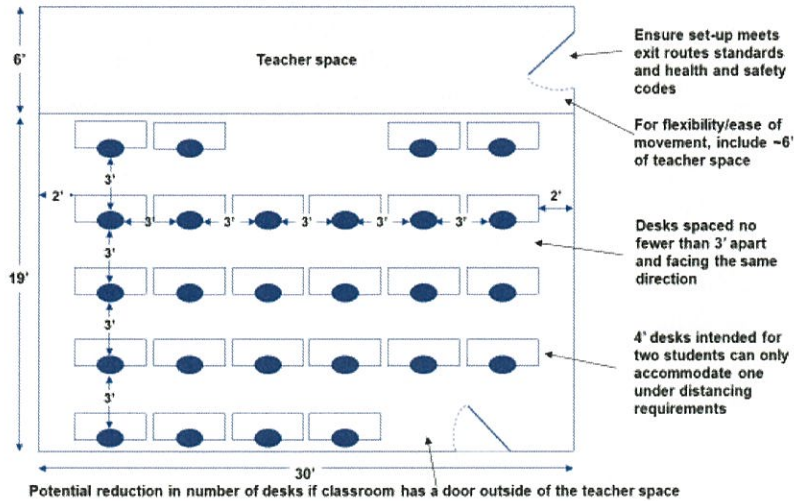 6'
Teacher space
Ensure set-up meets
exit routes standards
and health and safety
codes
For flexibility/ease of
movement, include ~6'
of teacher space
3'
2'
2'
3'
3'
3'
3'
3'
3'
Desks spaced no
fewer than 3' apart
and facing the same
direction
19'
3'
4' desks intended for
two students can only
accommodate one
under distancing
requirements
3'
30'
Potential reduction in number of desks if classroom has a door outside of the teacher space